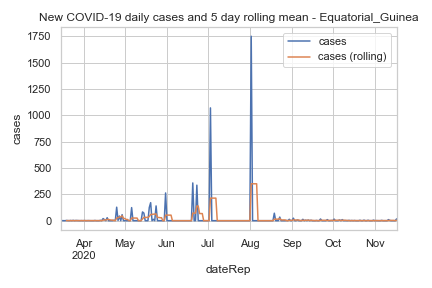 New COVID-19 daily cases and 5 day rolling mean - Equatorial_Guinea
cases
cases (rolling)
1750
1500
1250
1000
750
500
250
0
cases
Apr May Jun Jul Aug Sep Oct Nov
2020
dateRep